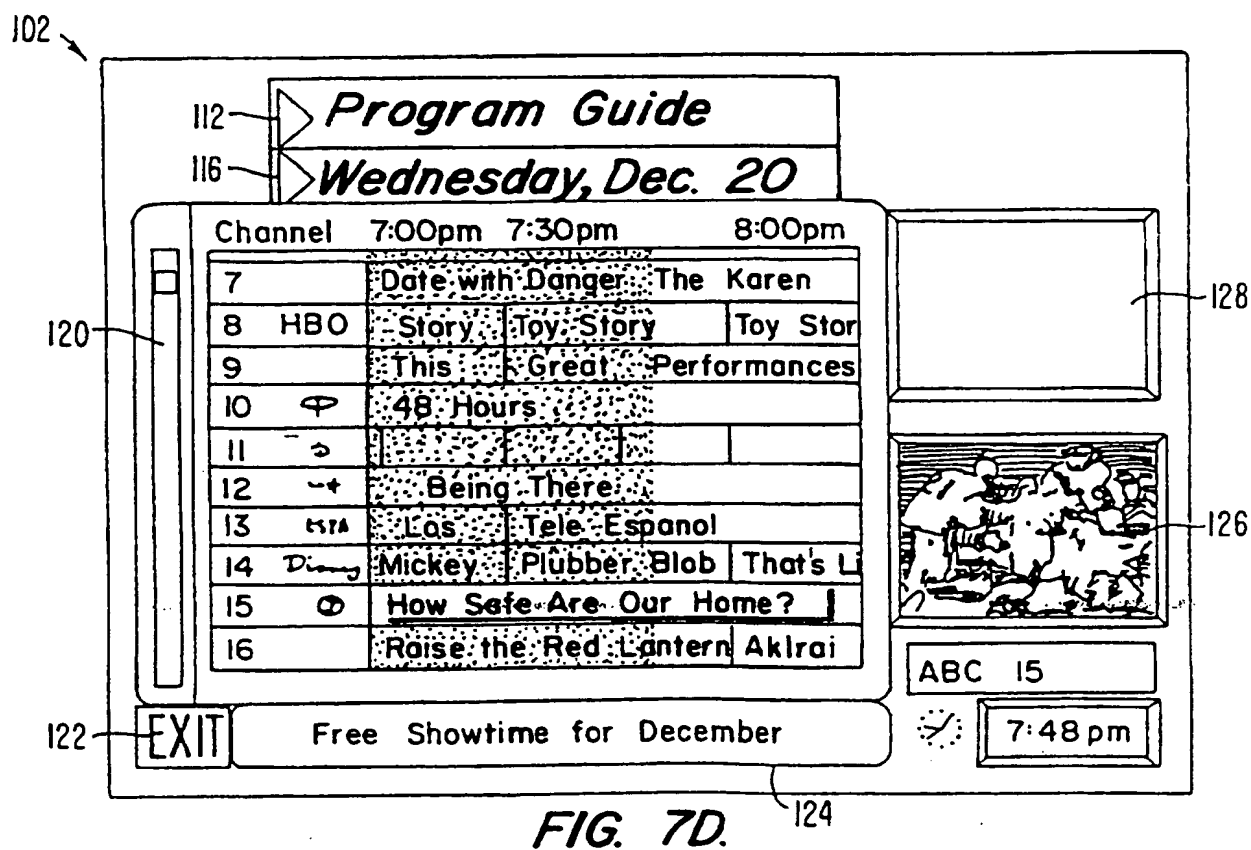 102
112
Program Guide
116
Wednesday, Dec. 20
Channel 7:00pm 7:30pm 8:00pm
7 Date with Danger The Karen
8 HBO Story Toy Story Toy Stor
9 This Great Performances
10 48 Hours
11
12 Being There
13 Los Tele Espanol
14 Disney Mickey Plubber Blob That's Li
15 How Safe Are Our Home?
16 Raise the Red Lantern Aklrai
120
128
126
ABC 15
122
EXIT
Free Showtime for December
7:48 pm
124
FIG. 7D.